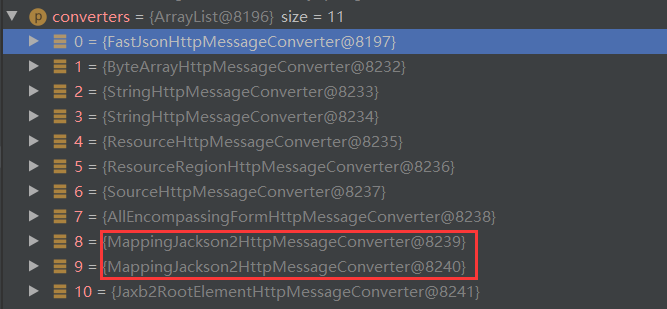 p converters = {ArrayList@8196} size = 11
0 = {FastJsonHttpMessageConverter@8197}
1 = {ByteArrayHttpMessageConverter@8232}
2 = {StringHttpMessageConverter@8233}
3 = {StringHttpMessageConverter@8234}
4 = {ResourceHttpMessageConverter@8235}
5 = {ResourceRegionHttpMessageConverter@8236}
6 = {SourceHttpMessageConverter@8237}
7 = {AllEncompassingFormHttpMessageConverter@8238}
8 = {MappingJackson2HttpMessageConverter@8239}
9 = {MappingJackson2HttpMessageConverter@8240}
10 = {Jaxb2RootElementHttpMessageConverter@8241}